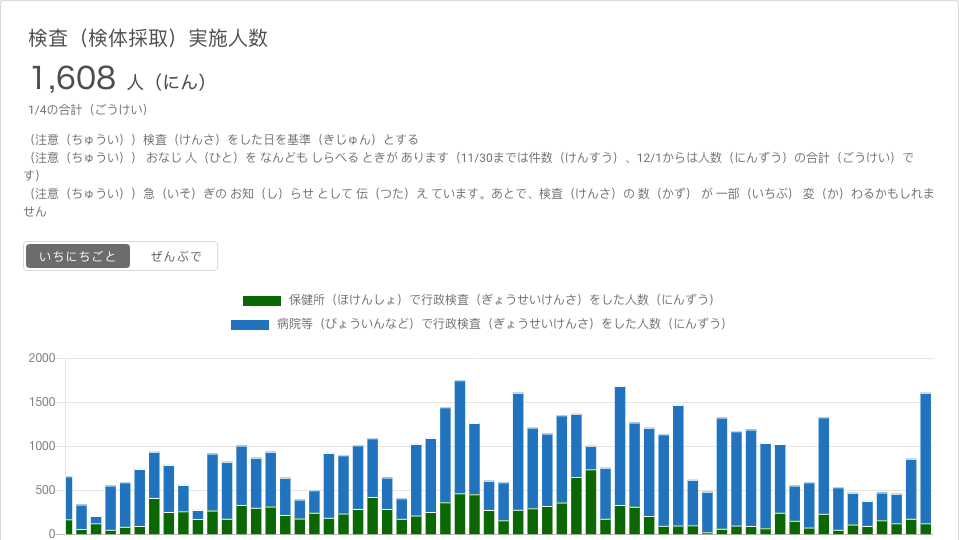 検査（検体採取）実施人数
1,608 人（にん）
1/4の合計（ごうけい）
（注意（ちゅうい））検査（けんさ）をした日を基準（きじゅん）とする
（注意（ちゅうい）） おなじ 人（ひと）を なんども しらべる ときが あります（11/30までは件数（けんすう）、12/1からは人数（にんずう）の合計（ごうけい）で
す）
（注意（ちゅうい））急（いそ）ぎの お知（し）らせ として 伝（つた）え ています。あとで、検査（けんさ）の 数（かず） が 一部（いちぶ） 変（か）わるかもしれま
せん
いちにちごと ぜんぶで
保健所（ほけんしょ）で行政検査（ぎょうせいけんさ）をした人数（にんずう）
病院等（びょういんなど）で行政検査（ぎょうせいけんさ）をした人数（にんずう）
2000
1500
1000
500
0